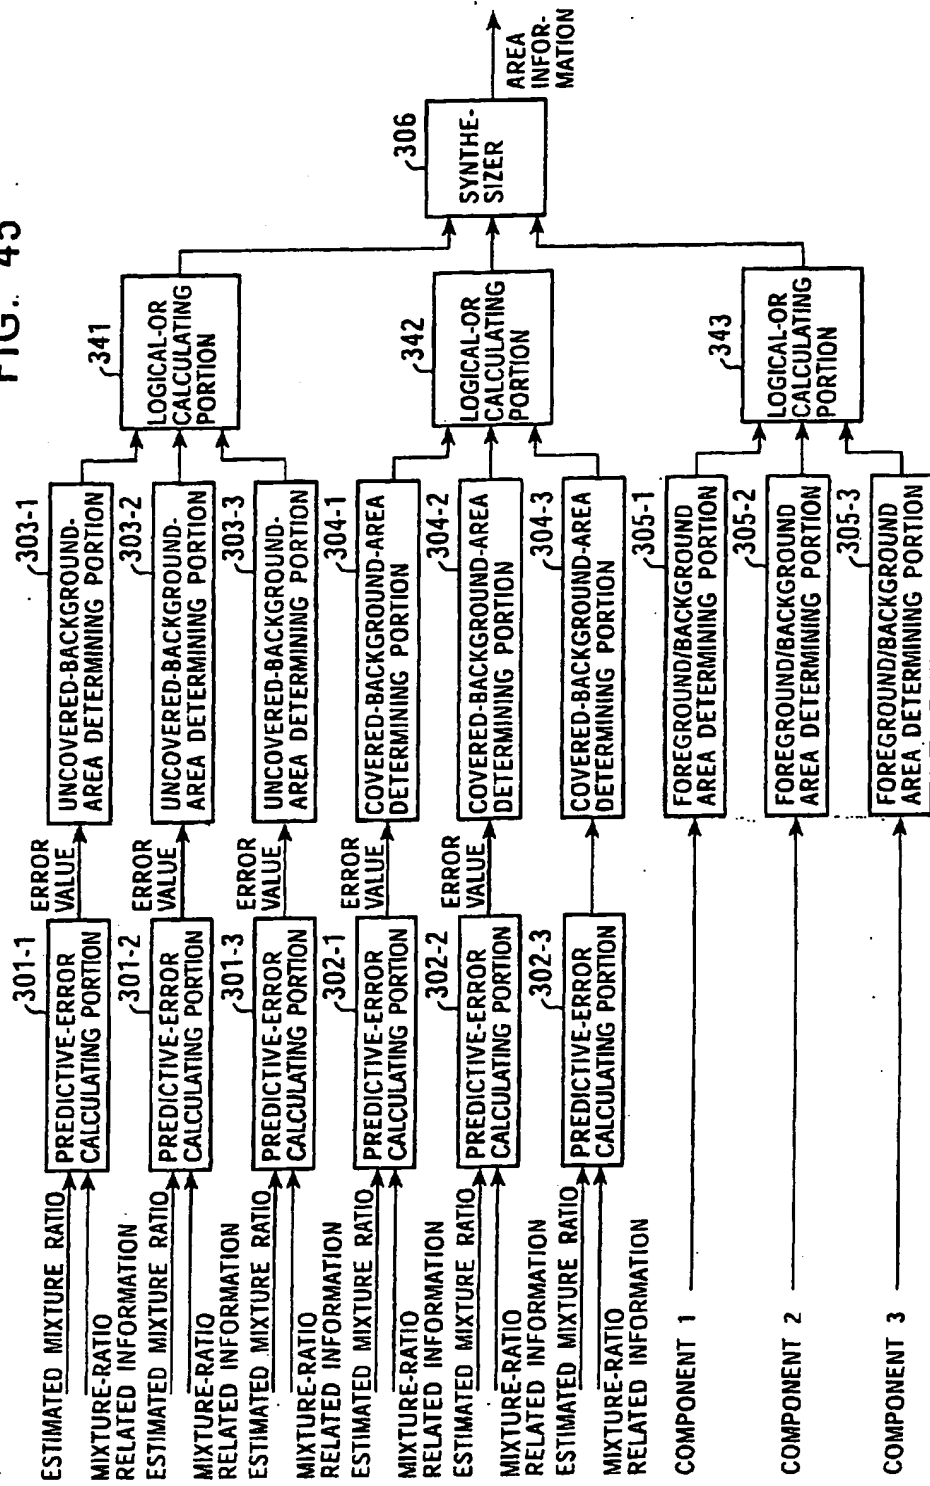 FIG. 45
ESTIMATED MIXTURE RATIO
MIXTURE-RATIO
RELATED INFORMATION
301-1
PREDICTIVE-ERROR
CALCULATING PORTION
ERROR
VALUE
303-1
UNCOVERED-BACKGROUND-
AREA DETERMINING PORTION
ESTIMATED MIXTURE RATIO
MIXTURE-RATIO
RELATED INFORMATION
301-2
PREDICTIVE-ERROR
CALCULATING PORTION
ERROR
VALUE
303-2
UNCOVERED-BACKGROUND-
AREA DETERMINING PORTION
ESTIMATED MIXTURE RATIO
MIXTURE-RATIO
RELATED INFORMATION
301-3
PREDICTIVE-ERROR
CALCULATING PORTION
ERROR
VALUE
303-3
UNCOVERED-BACKGROUND-
AREA DETERMINING PORTION
341
LOGICAL-OR
CALCULATING
PORTION
ESTIMATED MIXTURE RATIO
MIXTURE-RATIO
RELATED INFORMATION
302-1
PREDICTIVE-ERROR
CALCULATING PORTION
ERROR
VALUE
304-1
COVERED-BACKGROUND-AREA
DETERMINING PORTION
ESTIMATED MIXTURE RATIO
MIXTURE-RATIO
RELATED INFORMATION
302-2
PREDICTIVE-ERROR
CALCULATING PORTION
ERROR
VALUE
304-2
COVERED-BACKGROUND-AREA
DETERMINING PORTION
ESTIMATED MIXTURE RATIO
MIXTURE-RATIO
RELATED INFORMATION
302-3
PREDICTIVE-ERROR
CALCULATING PORTION
304-3
COVERED-BACKGROUND-AREA
DETERMINING PORTION
342
LOGICAL-OR
CALCULATING
PORTION
COMPONENT 1
305-1
FOREGROUND/BACKGROUND
AREA DETERMINING PORTION
COMPONENT 2
305-2
FOREGROUND/BACKGROUND
AREA DETERMINING PORTION
COMPONENT 3
305-3
FOREGROUND/BACKGROUND
AREA DETERMINING PORTION
343
LOGICAL-OR
CALCULATING
PORTION
306
SYNTHE-
SIZER
AREA
INFOR-
MATION